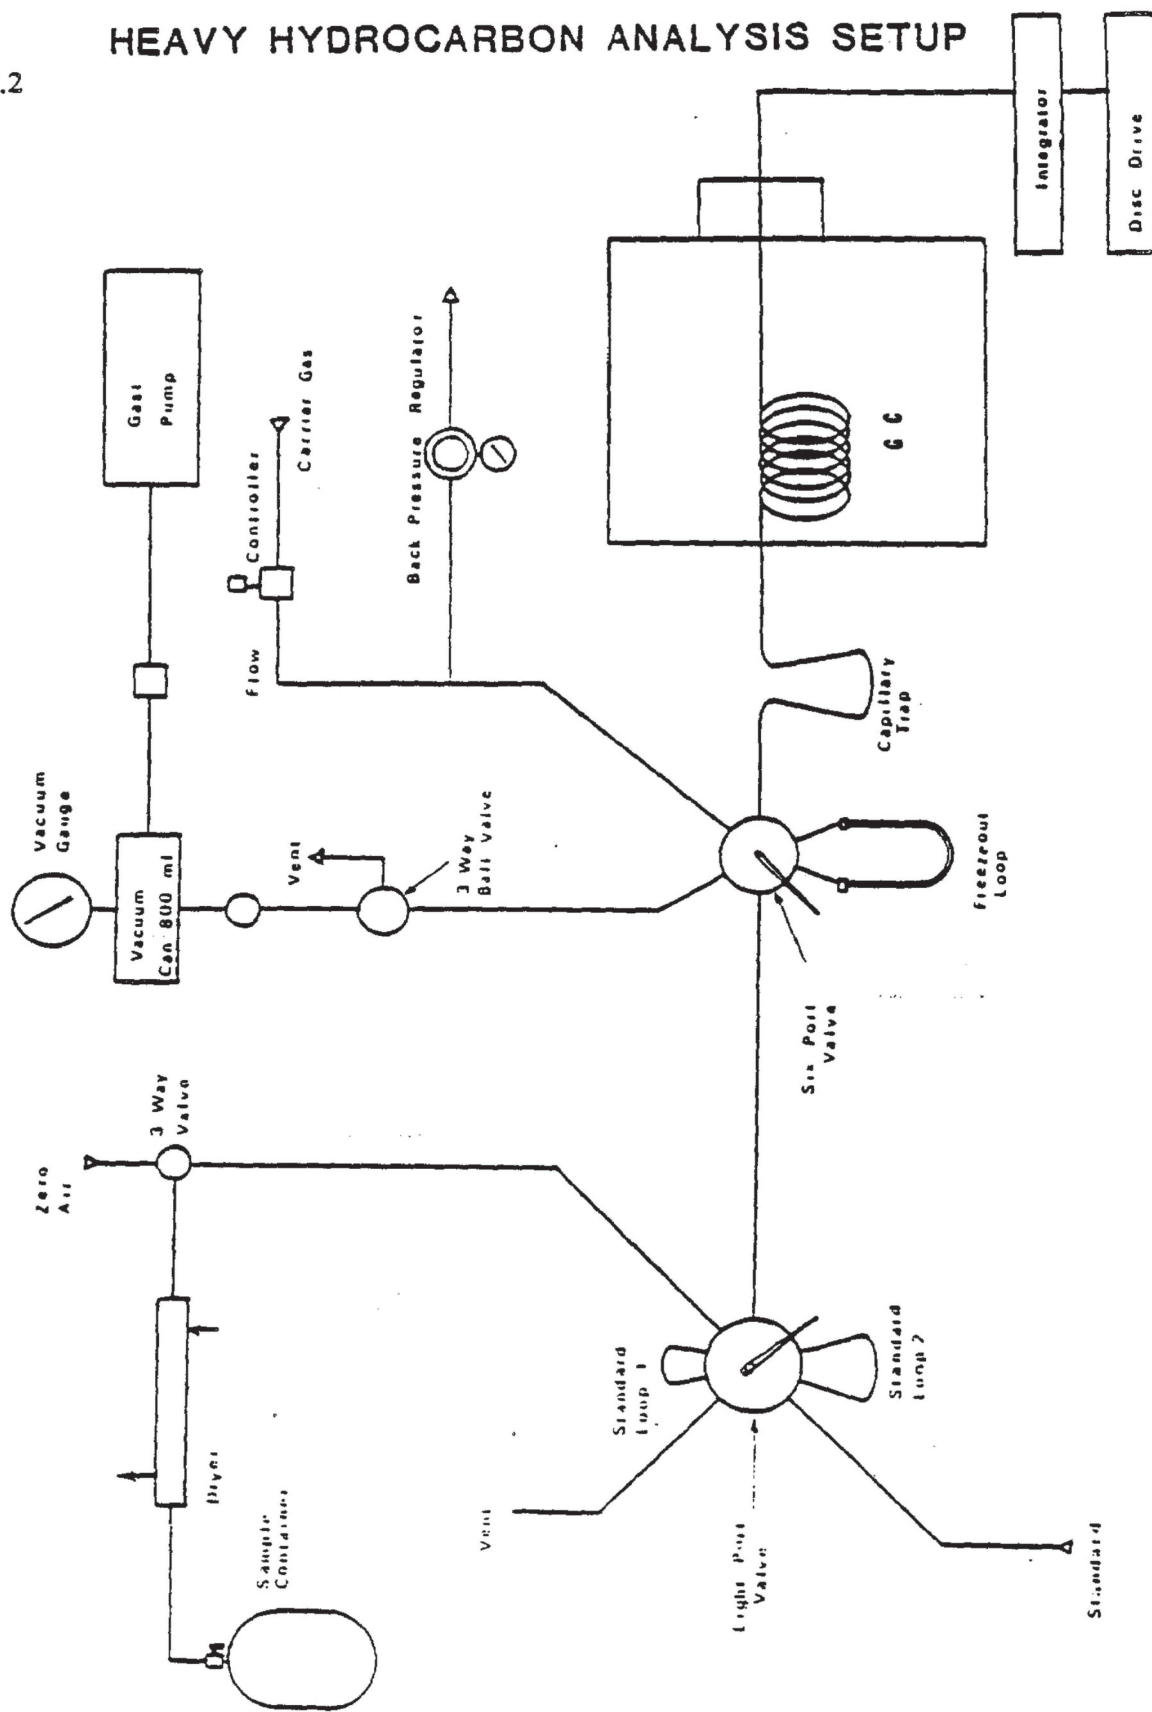 HEAVY HYDROCARBON ANALYSIS SETUP
.2
Integrator
Disc Drive
Gast
Pump
Carrier Gas
Flow Controller
Back Pressure Regulator
GC
Vacuum
Gauge
Vacuum
Can 800 ml
Vent
3 Way
Ball Valve
Capillary
Trap
Freezeout
Loop
Six Port
Valve
Zero
Air
3 Way
Valve
Dryer
Sample
Container
Standard
Loop 1
Standard
Loop 2
Vent
Eight Port
Valve
Standard